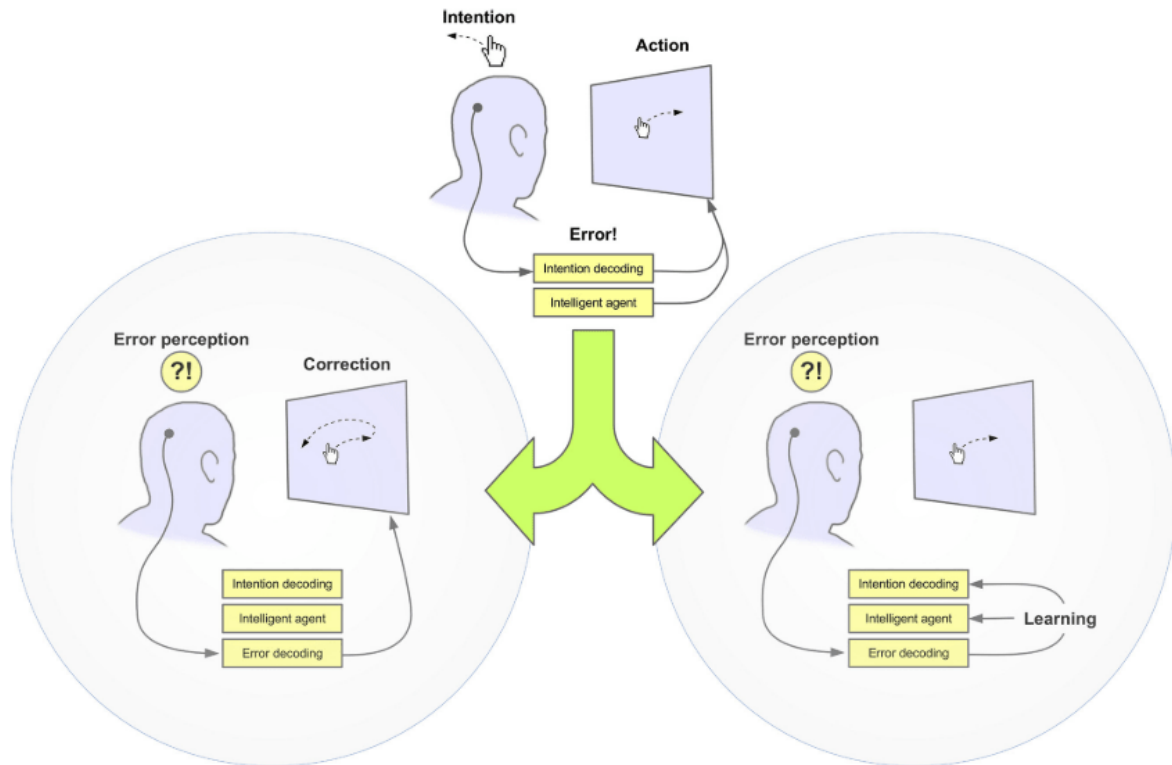 Intention
Action
Error!
Intention decoding
Intelligent agent
Error perception
?!
Correction
Intention decoding
Intelligent agent
Error decoding
Error perception
?!
Intention decoding
Intelligent agent
Learning
Error decoding